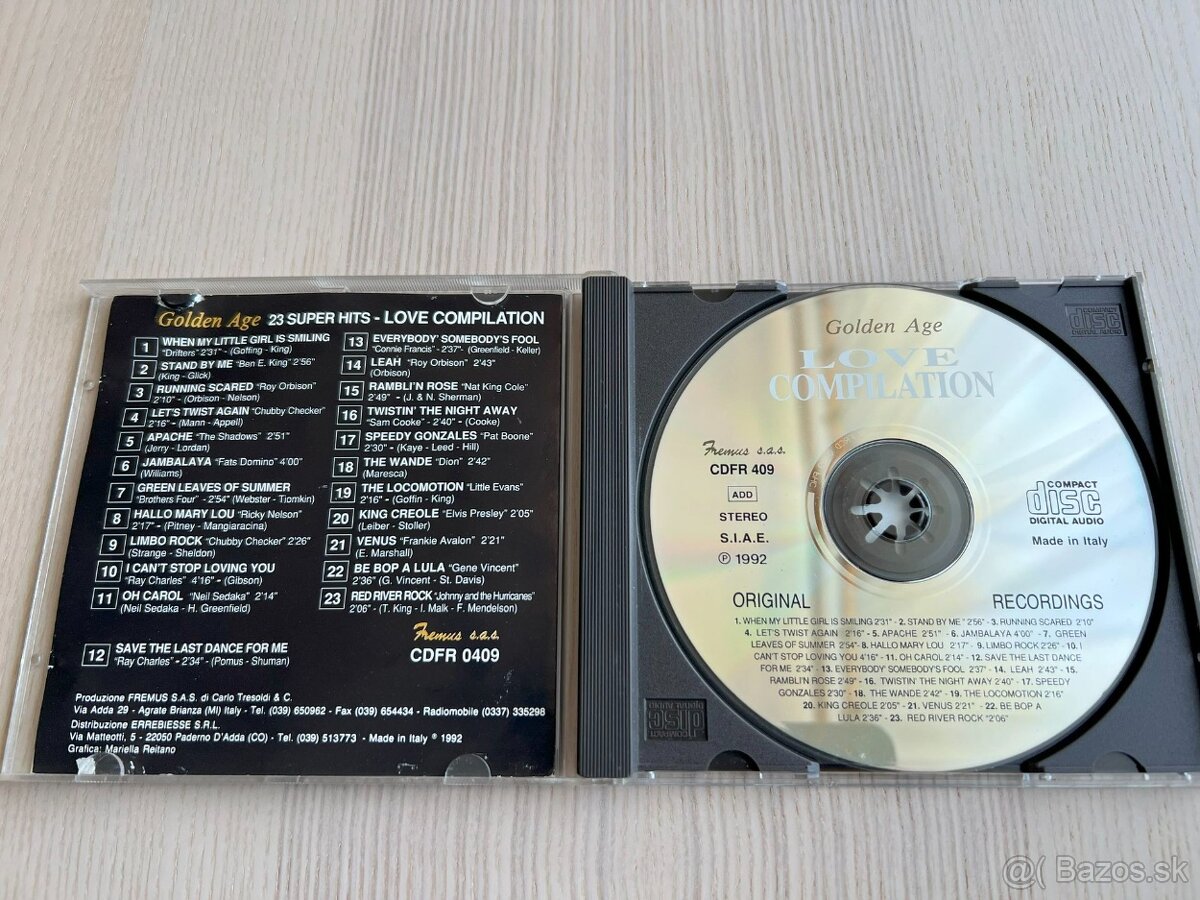 Golden Age 23 SUPER HITS - LOVE COMPILATION
1 WHEN MY LITTLE GIRL IS SMILING
"Drifters" 2'31" - (Goffing - King)
2 STAND BY ME "Ben E. King" 2'56"
(King - Glick)
3 RUNNING SCARED "Roy Orbison"
2'10" - (Orbison - Nelson)
4 LET'S TWIST AGAIN "Chubby Checker"
2'16" - (Mann - Appell)
5 APACHE "The Shadows" 2'51"
(Jerry - Lordan)
6 JAMBALAYA "Fats Domino" 4'00"
(Williams)
7 GREEN LEAVES OF SUMMER
"Brothers Four" - 2'54" (Webster - Tiomkin)
8 HALLO MARY LOU "Ricky Nelson"
2'17" - (Pitney - Mangiaracina)
9 LIMBO ROCK "Chubby Checker" 2'26"
(Strange - Sheldon)
10 I CAN'T STOP LOVING YOU
"Ray Charles" 4'16" - (Gibson)
11 OH CAROL "Neil Sedaka" 2'14"
(Neil Sedaka - H. Greenfield)
12 SAVE THE LAST DANCE FOR ME
"Ray Charles" - 2'34" (Pomus - Shuman)
13 EVERYBODY' SOMEBODY'S FOOL
"Connie Francis" - 2'37"- (Greenfield - Keller)
14 LEAH "Roy Orbison" 2'43"
(Orbison)
15 RAMBLI'N ROSE "Nat King Cole"
2'49" - (J. & N. Sherman)
16 TWISTIN' THE NIGHT AWAY
"Sam Cooke" - 2'40" - (Cooke)
17 SPEEDY GONZALES "Pat Boone"
2'30" - (Kaye - Leed - Hill)
18 THE WANDE "Dion" 2'42"
(Maresca)
19 THE LOCOMOTION "Little Evans"
2'16" - (Goffin - King)
20 KING CREOLE "Elvis Presley" 2'05"
(Leiber - Stoller)
21 VENUS "Frankie Avalon" 2'21"
(E. Marshall)
22 BE BOP A LULA "Gene Vincent"
2'36" (G. Vincent - St. Davis)
23 RED RIVER ROCK "Johnny and the Hurricanes"
2'06" - (T. King - I. Malk - F. Mendelson)
Fremus s.a.s.
CDFR 0409
Produzione FREMUS S.A.S. di Carlo Tresoldi & C.
Via Adda 29 - Agrate Brianza (MI) Italy - Tel. (039) 650962 - Fax (039) 654434 - Radiomobile (0337) 335298
Distribuzione ERREBIESSE S.R.L.
Via Matteotti, 5 - 22050 Paderno D'Adda (CO) - Tel. (039) 513773 - Made in Italy ℗ 1992
Grafica: Mariella Reitano
Golden Age
LOVE
COMPILATION
Fremus s.a.s.
CDFR 409
ADD
STEREO
S.I.A.E.
℗ 1992
COMPACT
disc
DIGITAL AUDIO
Made in Italy
ORIGINAL RECORDINGS
1. WHEN MY LITTLE GIRL IS SMILING 2'31" - 2. STAND BY ME " 2'56" - 3. RUNNING SCARED 2'10"
4. LET'S TWIST AGAIN 2'16" - 5. APACHE 2'51" - 6. JAMBALAYA 4'00" - 7. GREEN
LEAVES OF SUMMER 2'54" - 8. HALLO MARY LOU 2'17" - 9. LIMBO ROCK 2'26" - 10. I
CAN'T STOP LOVING YOU 4'16" - 11. OH CAROL 2'14" - 12. SAVE THE LAST DANCE
FOR ME 2'34" - 13. EVERYBODY SOMEBODY'S FOOL 2'37" - 14. LEAH 2'43" - 15.
RAMBLI'N ROSE 2'49" - 16. TWISTIN' THE NIGHT AWAY 2'40" - 17. SPEEDY
GONZALES 2'30" - 18. THE WANDE 2'42" - 19. THE LOCOMOTION 2'16"
20. KING CREOLE 2'05" - 21. VENUS 2'21" - 22. BE BOP A
LULA 2'36" - 23. RED RIVER ROCK "2'06"
COMPACT
disc
DIGITAL AUDIO
COMPACT
disc
DIGITAL AUDIO
Bazos.sk